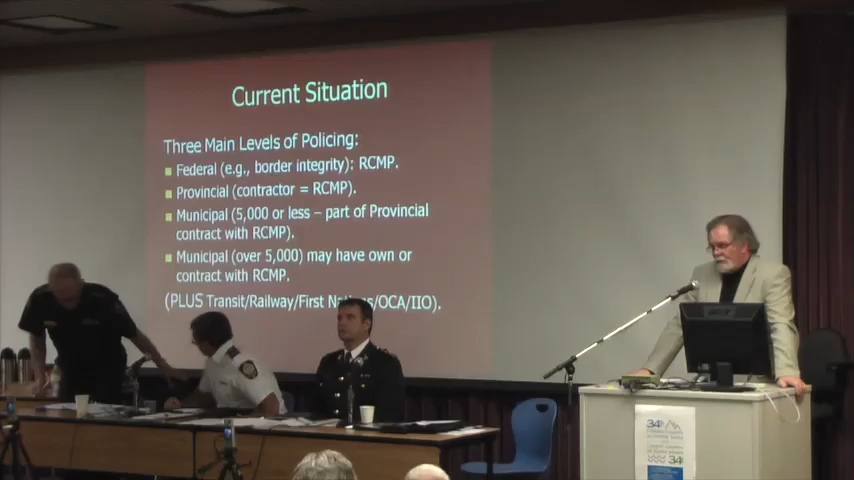 Current Situation
Three Main Levels of Policing:
Federal (e.g., border integrity): RCMP.
Provincial (contractor = RCMP).
Municipal (5,000 or less – part of Provincial
contract with RCMP).
Municipal (over 5,000) may have own or
contract with RCMP.
(PLUS Transit/Railway/First Nations/OCA/IIO).
34
34